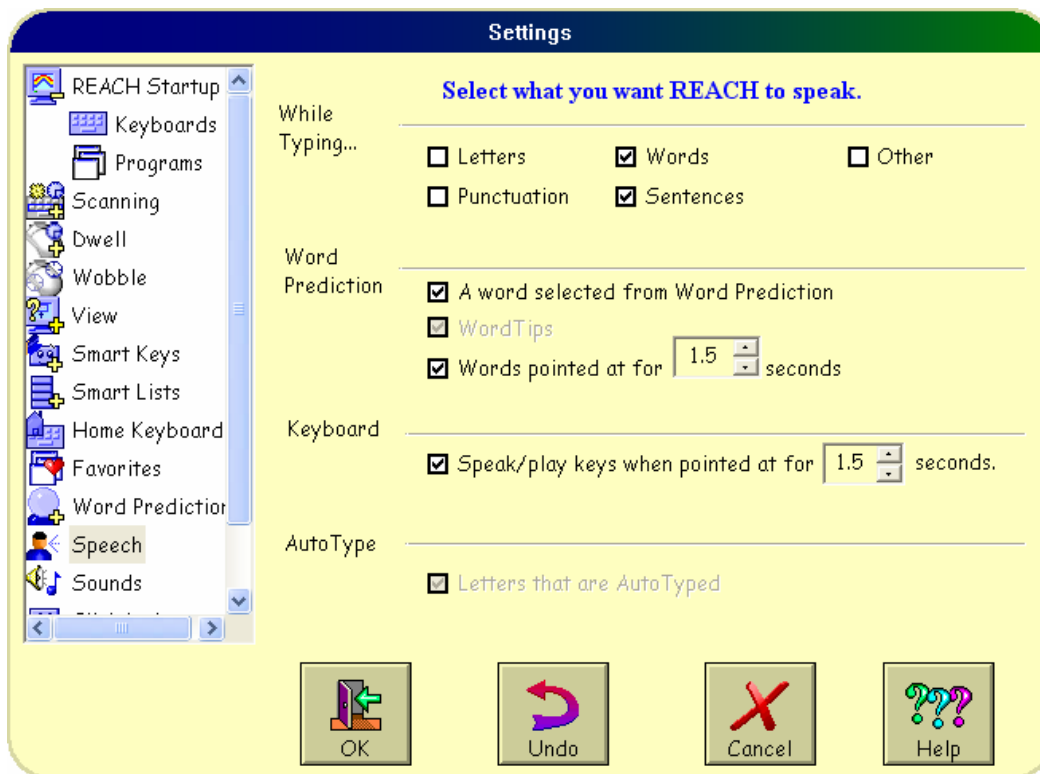 Settings
REACH Startup
Keyboards
Programs
Scanning
Dwell
Wobble
View
Smart Keys
Smart Lists
Home Keyboard
Favorites
Word Prediction
Speech
Sounds
Select what you want REACH to speak.
While
Typing...
Letters Words Other
Punctuation Sentences
Word
Prediction
A word selected from Word Prediction
WordTips
Words pointed at for 1.5 seconds
Keyboard
Speak/play keys when pointed at for 1.5 seconds.
AutoType
Letters that are AutoTyped
OK Undo Cancel Help